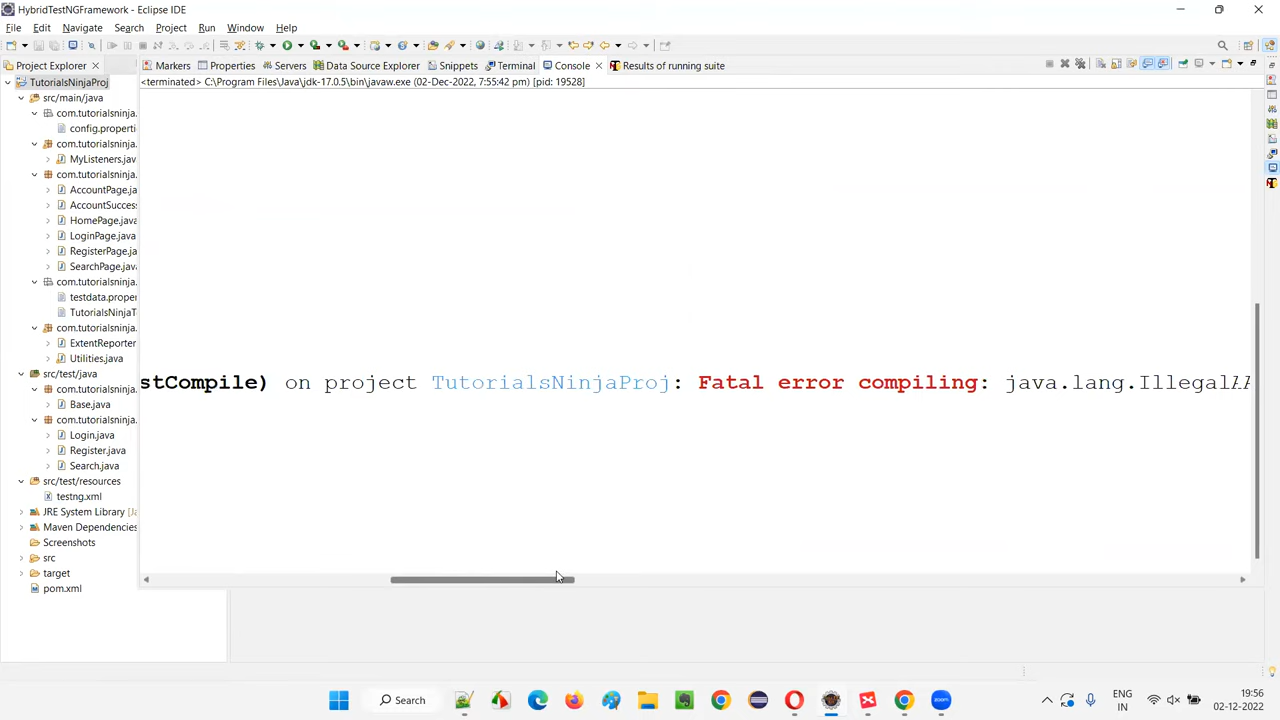 HybridTestNGFramework - Eclipse IDE
File Edit Navigate Search Project Run Window Help
Project Explorer
Markers Properties Servers Data Source Explorer Snippets Terminal Console Results of running suite
<terminated> C:\Program Files\Java\jdk-17.0.5\bin\javaw.exe (02-Dec-2022, 7:55:42 pm) [pid: 19528]
TutorialsNinjaProj
src/main/java
com.tutorialsninja.
config.properti
com.tutorialsninja.
MyListeners.jav
com.tutorialsninja.
AccountPage.ja
AccountSucces
HomePage.java
LoginPage.java
RegisterPage.java
SearchPage.java
com.tutorialsninja.
testdata.proper
TutorialsNinjaT
com.tutorialsninja.
ExtentReporter
Utilities.java
src/test/java
com.tutorialsninja.
Base.java
com.tutorialsninja.
Login.java
Register.java
Search.java
src/test/resources
testng.xml
JRE System Library [Ja
Maven Dependencies
Screenshots
src
target
pom.xml
stCompile) on project TutorialsNinjaProj: Fatal error compiling: java.lang.IllegalA
Search
zoom
ENG
IN
19:56
02-12-2022